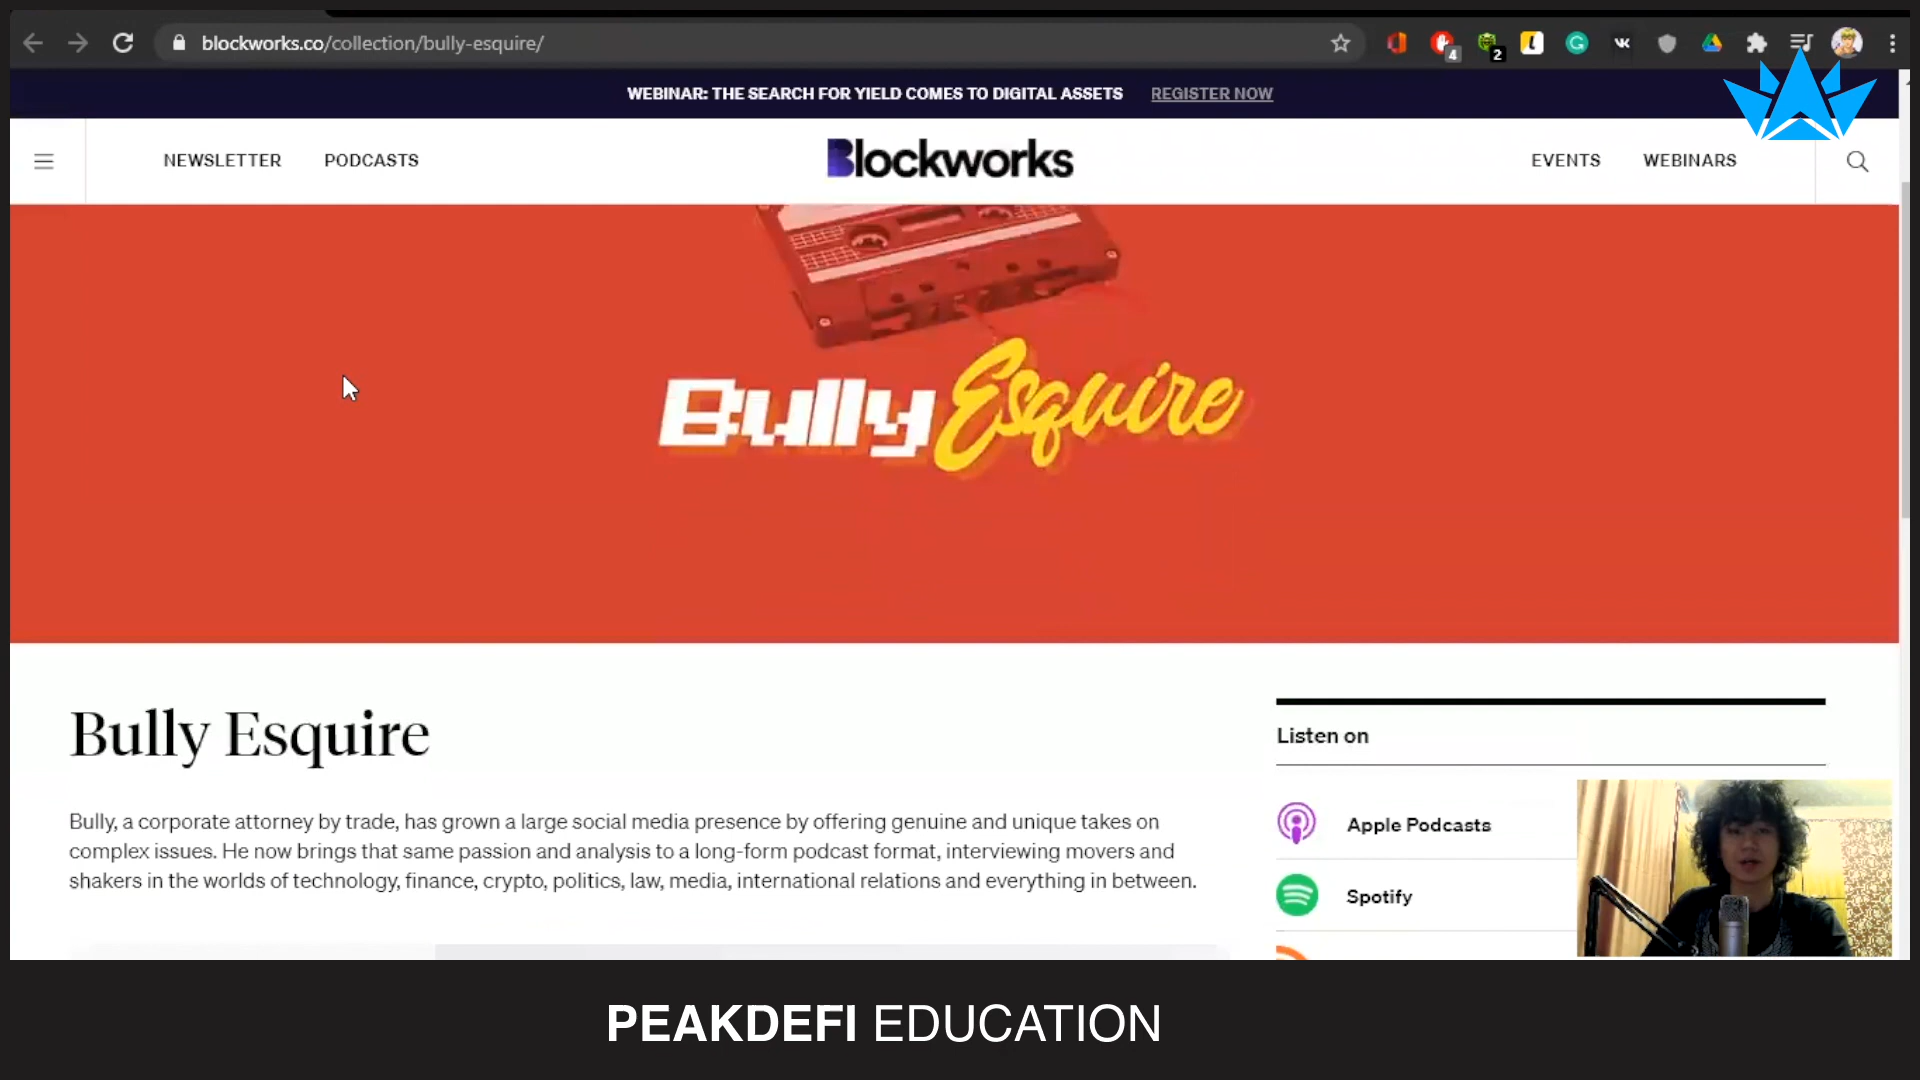 blockworks.co/collection/bully-esquire/
4
2
WEBINAR: THE SEARCH FOR YIELD COMES TO DIGITAL ASSETS REGISTER NOW
NEWSLETTER PODCASTS Blockworks EVENTS WEBINARS
Bully Esquire
Bully Esquire
Bully, a corporate attorney by trade, has grown a large social media presence by offering genuine and unique takes on
complex issues. He now brings that same passion and analysis to a long-form podcast format, interviewing movers and
shakers in the worlds of technology, finance, crypto, politics, law, media, international relations and everything in between.
Listen on
Apple Podcasts
Spotify
PEAKDEFI EDUCATION